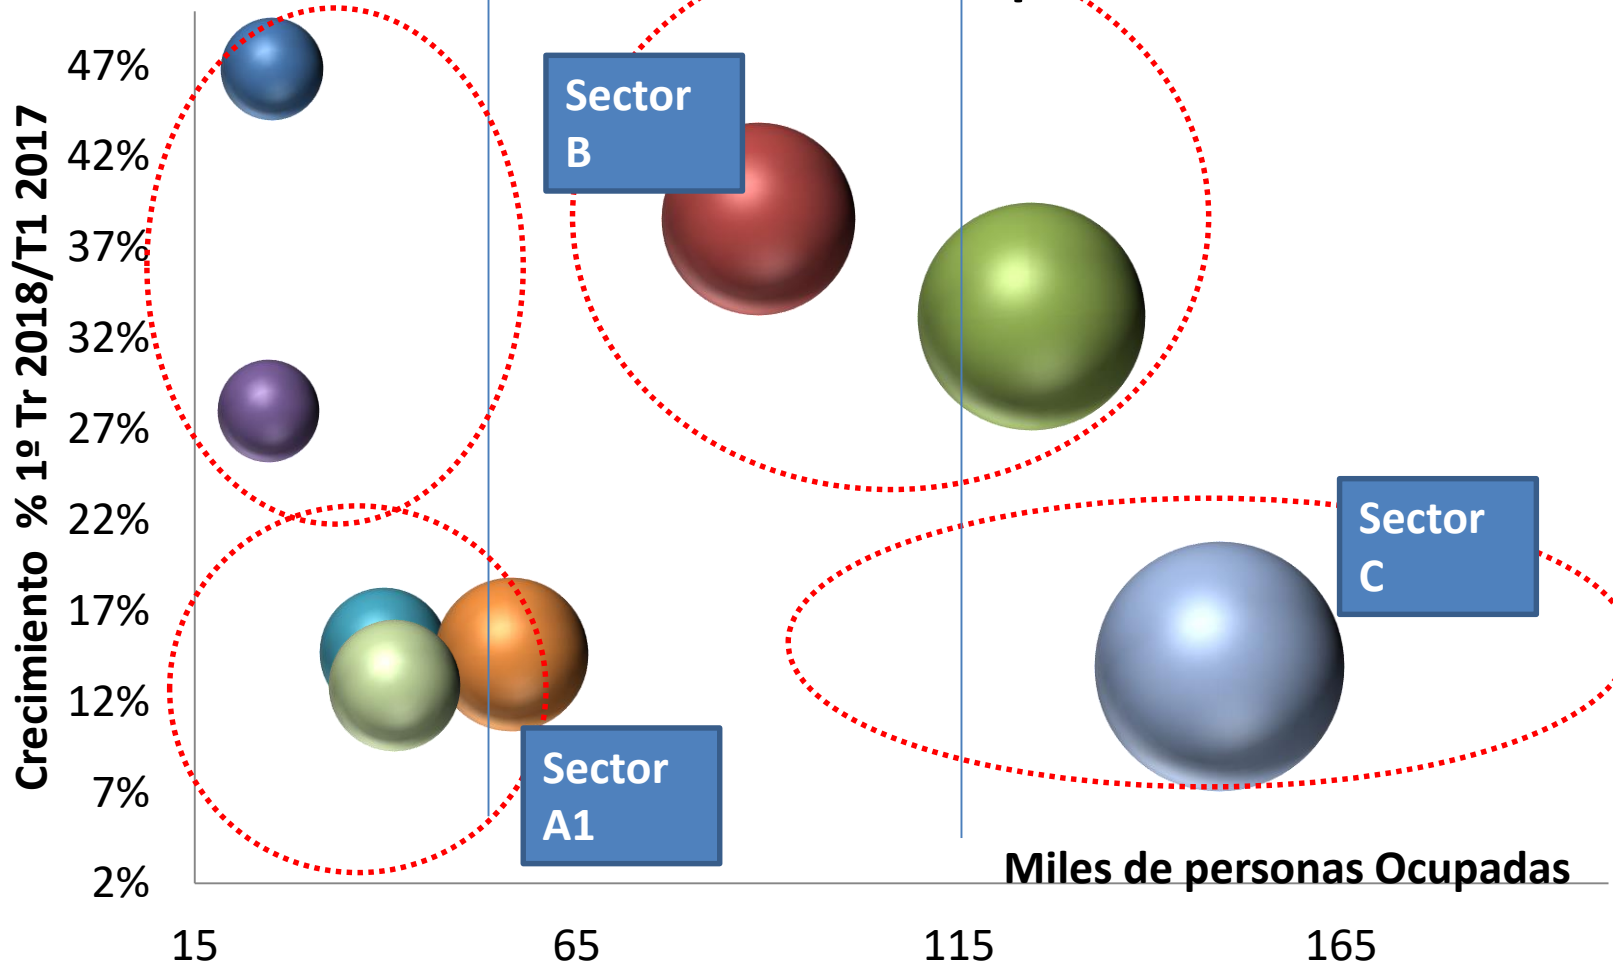 47%
42%
37%
32%
27%
22%
17%
12%
7%
2%
Crecimiento % 1º Tr 2018/T1 2017
Sector
B
Sector
C
Sector
A1
Miles de personas Ocupadas
15
65
115
165